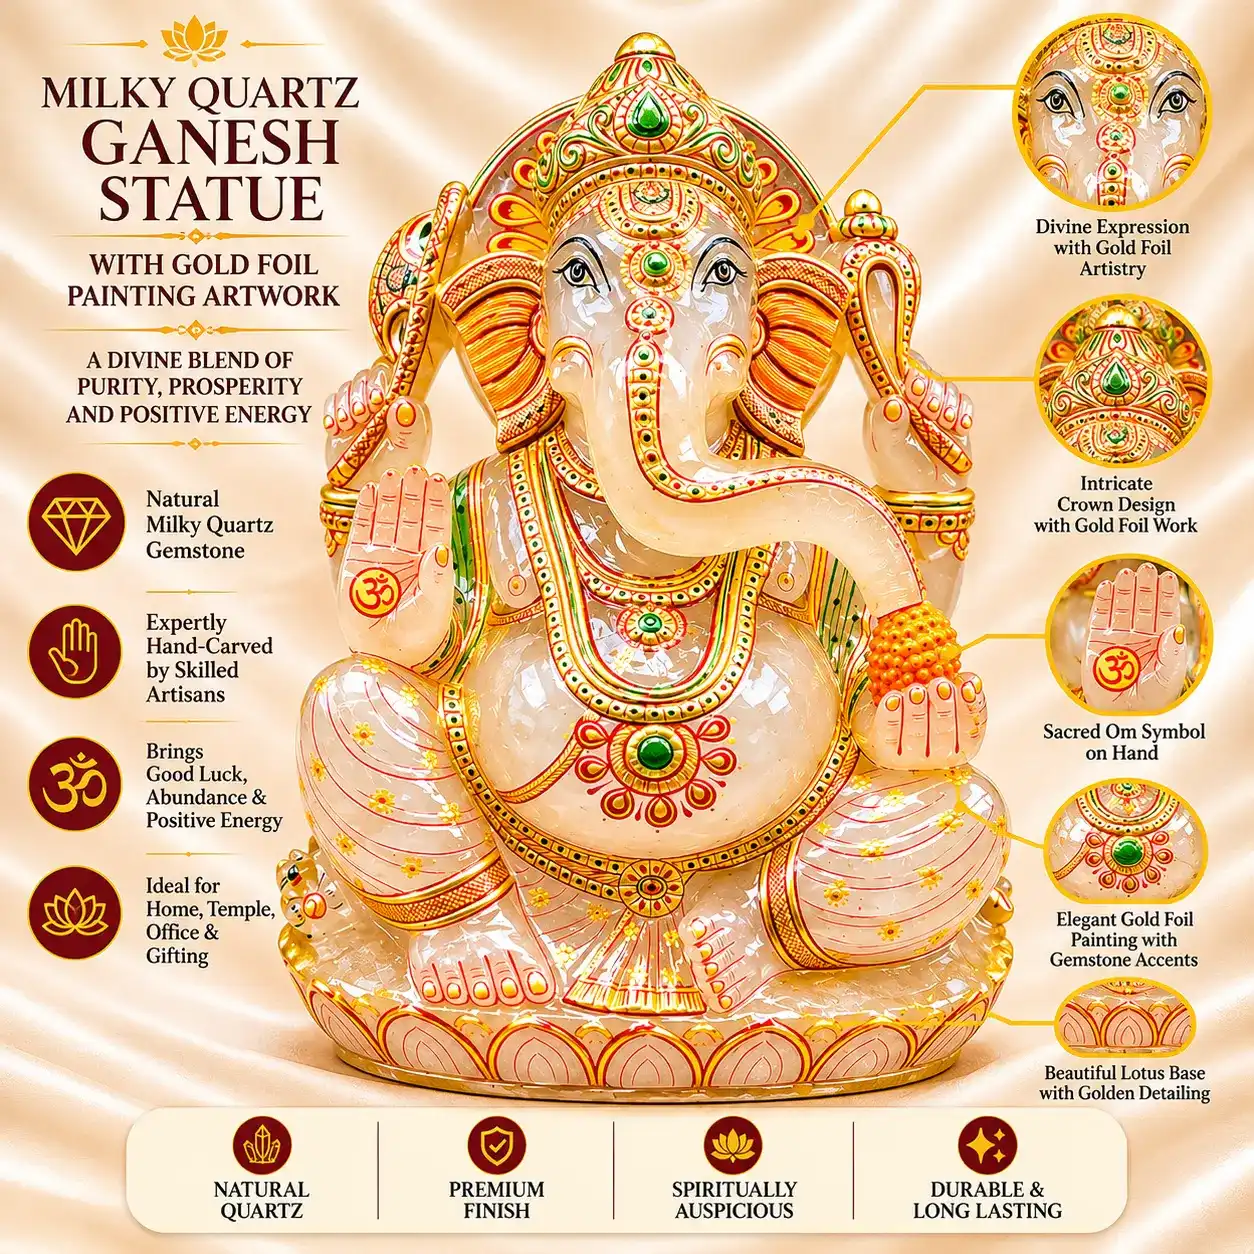 MILKY QUARTZ
GANESH
STATUE
WITH GOLD FOIL
PAINTING ARTWORK
A DIVINE BLEND OF
PURITY, PROSPERITY
AND POSITIVE ENERGY
Natural
Milky Quartz
Gemstone
Expertly
Hand-Carved
by Skilled
Artisans
ॐ
Brings
Good Luck,
Abundance &
Positive Energy
Ideal for
Home, Temple,
Office &
Gifting
ॐ
Divine Expression
with Gold Foil
Artistry
Intricate
Crown Design
with Gold Foil Work
ॐ
Sacred Om Symbol
on Hand
Elegant Gold Foil
Painting with
Gemstone Accents
Beautiful Lotus Base
with Golden Detailing
NATURAL
QUARTZ
PREMIUM
FINISH
SPIRITUALLY
AUSPICIOUS
DURABLE &
LONG LASTING